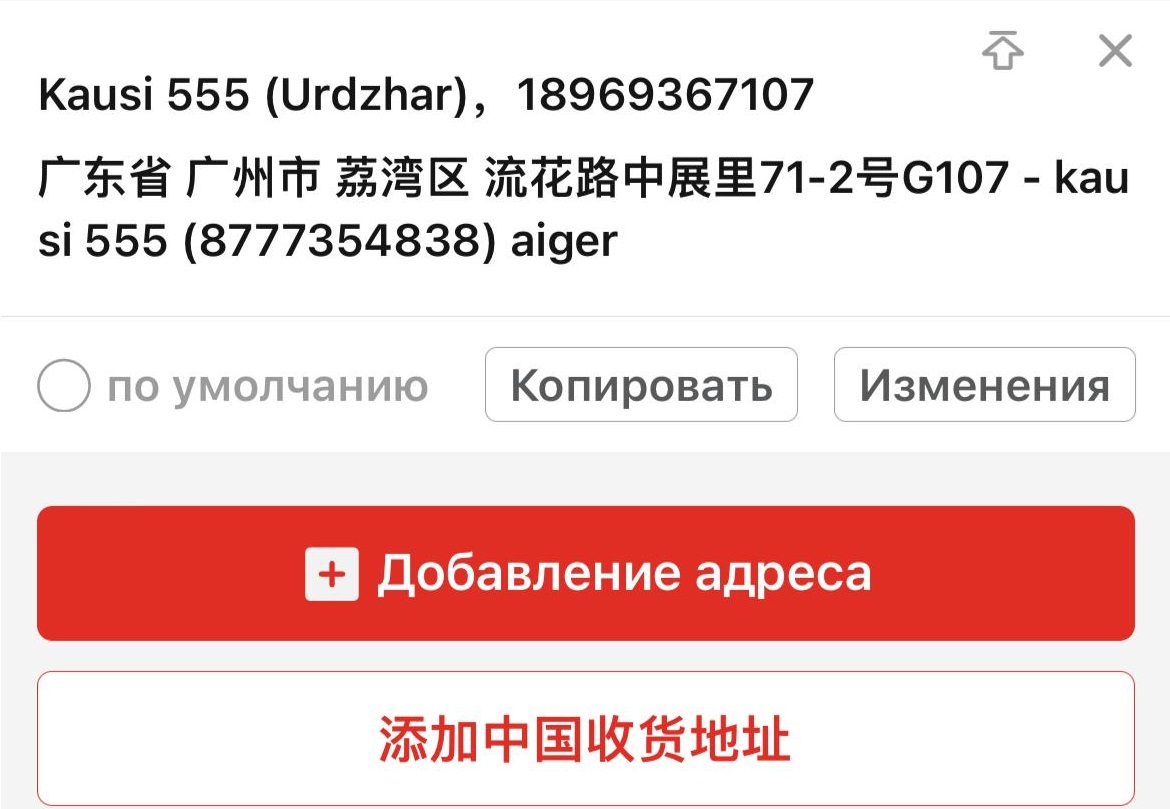 Kausi 555 (Urdzhar)，18969367107
广东省 广州市 荔湾区 流花路中展里71-2号G107 - kau
si 555 (8777354838) aiger
по умолчанию
Копировать
Изменения
Добавление адреса
添加中国收货地址